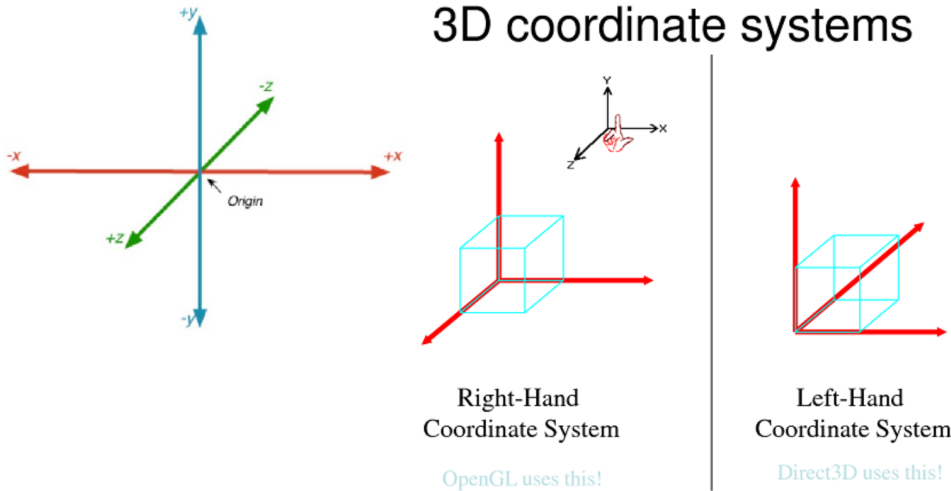 3D coordinate systems
+y
-z
-x
+x
Origin
+z
-y
Y
X
Z
Right-Hand
Coordinate System
OpenGL uses this!
Left-Hand
Coordinate System
Direct3D uses this!